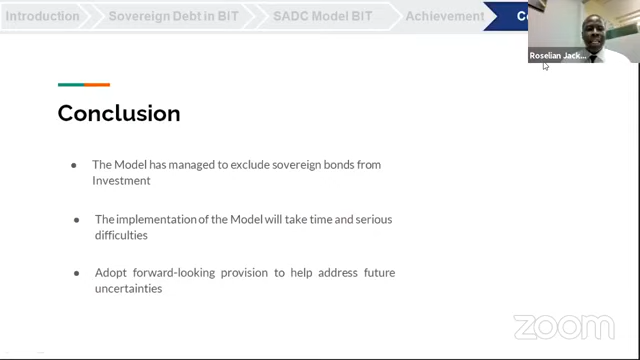 Introduction
Sovereign Debt in BIT
SADC Model BIT ...
Achievement
Roselian Jack...
Conclusion
● The Model has managed to exclude sovereign bonds from
Investment
● The implementation of the Model will take time and serious
difficulties
● Adopt forward-looking provision to help address future
uncertainties
zoom